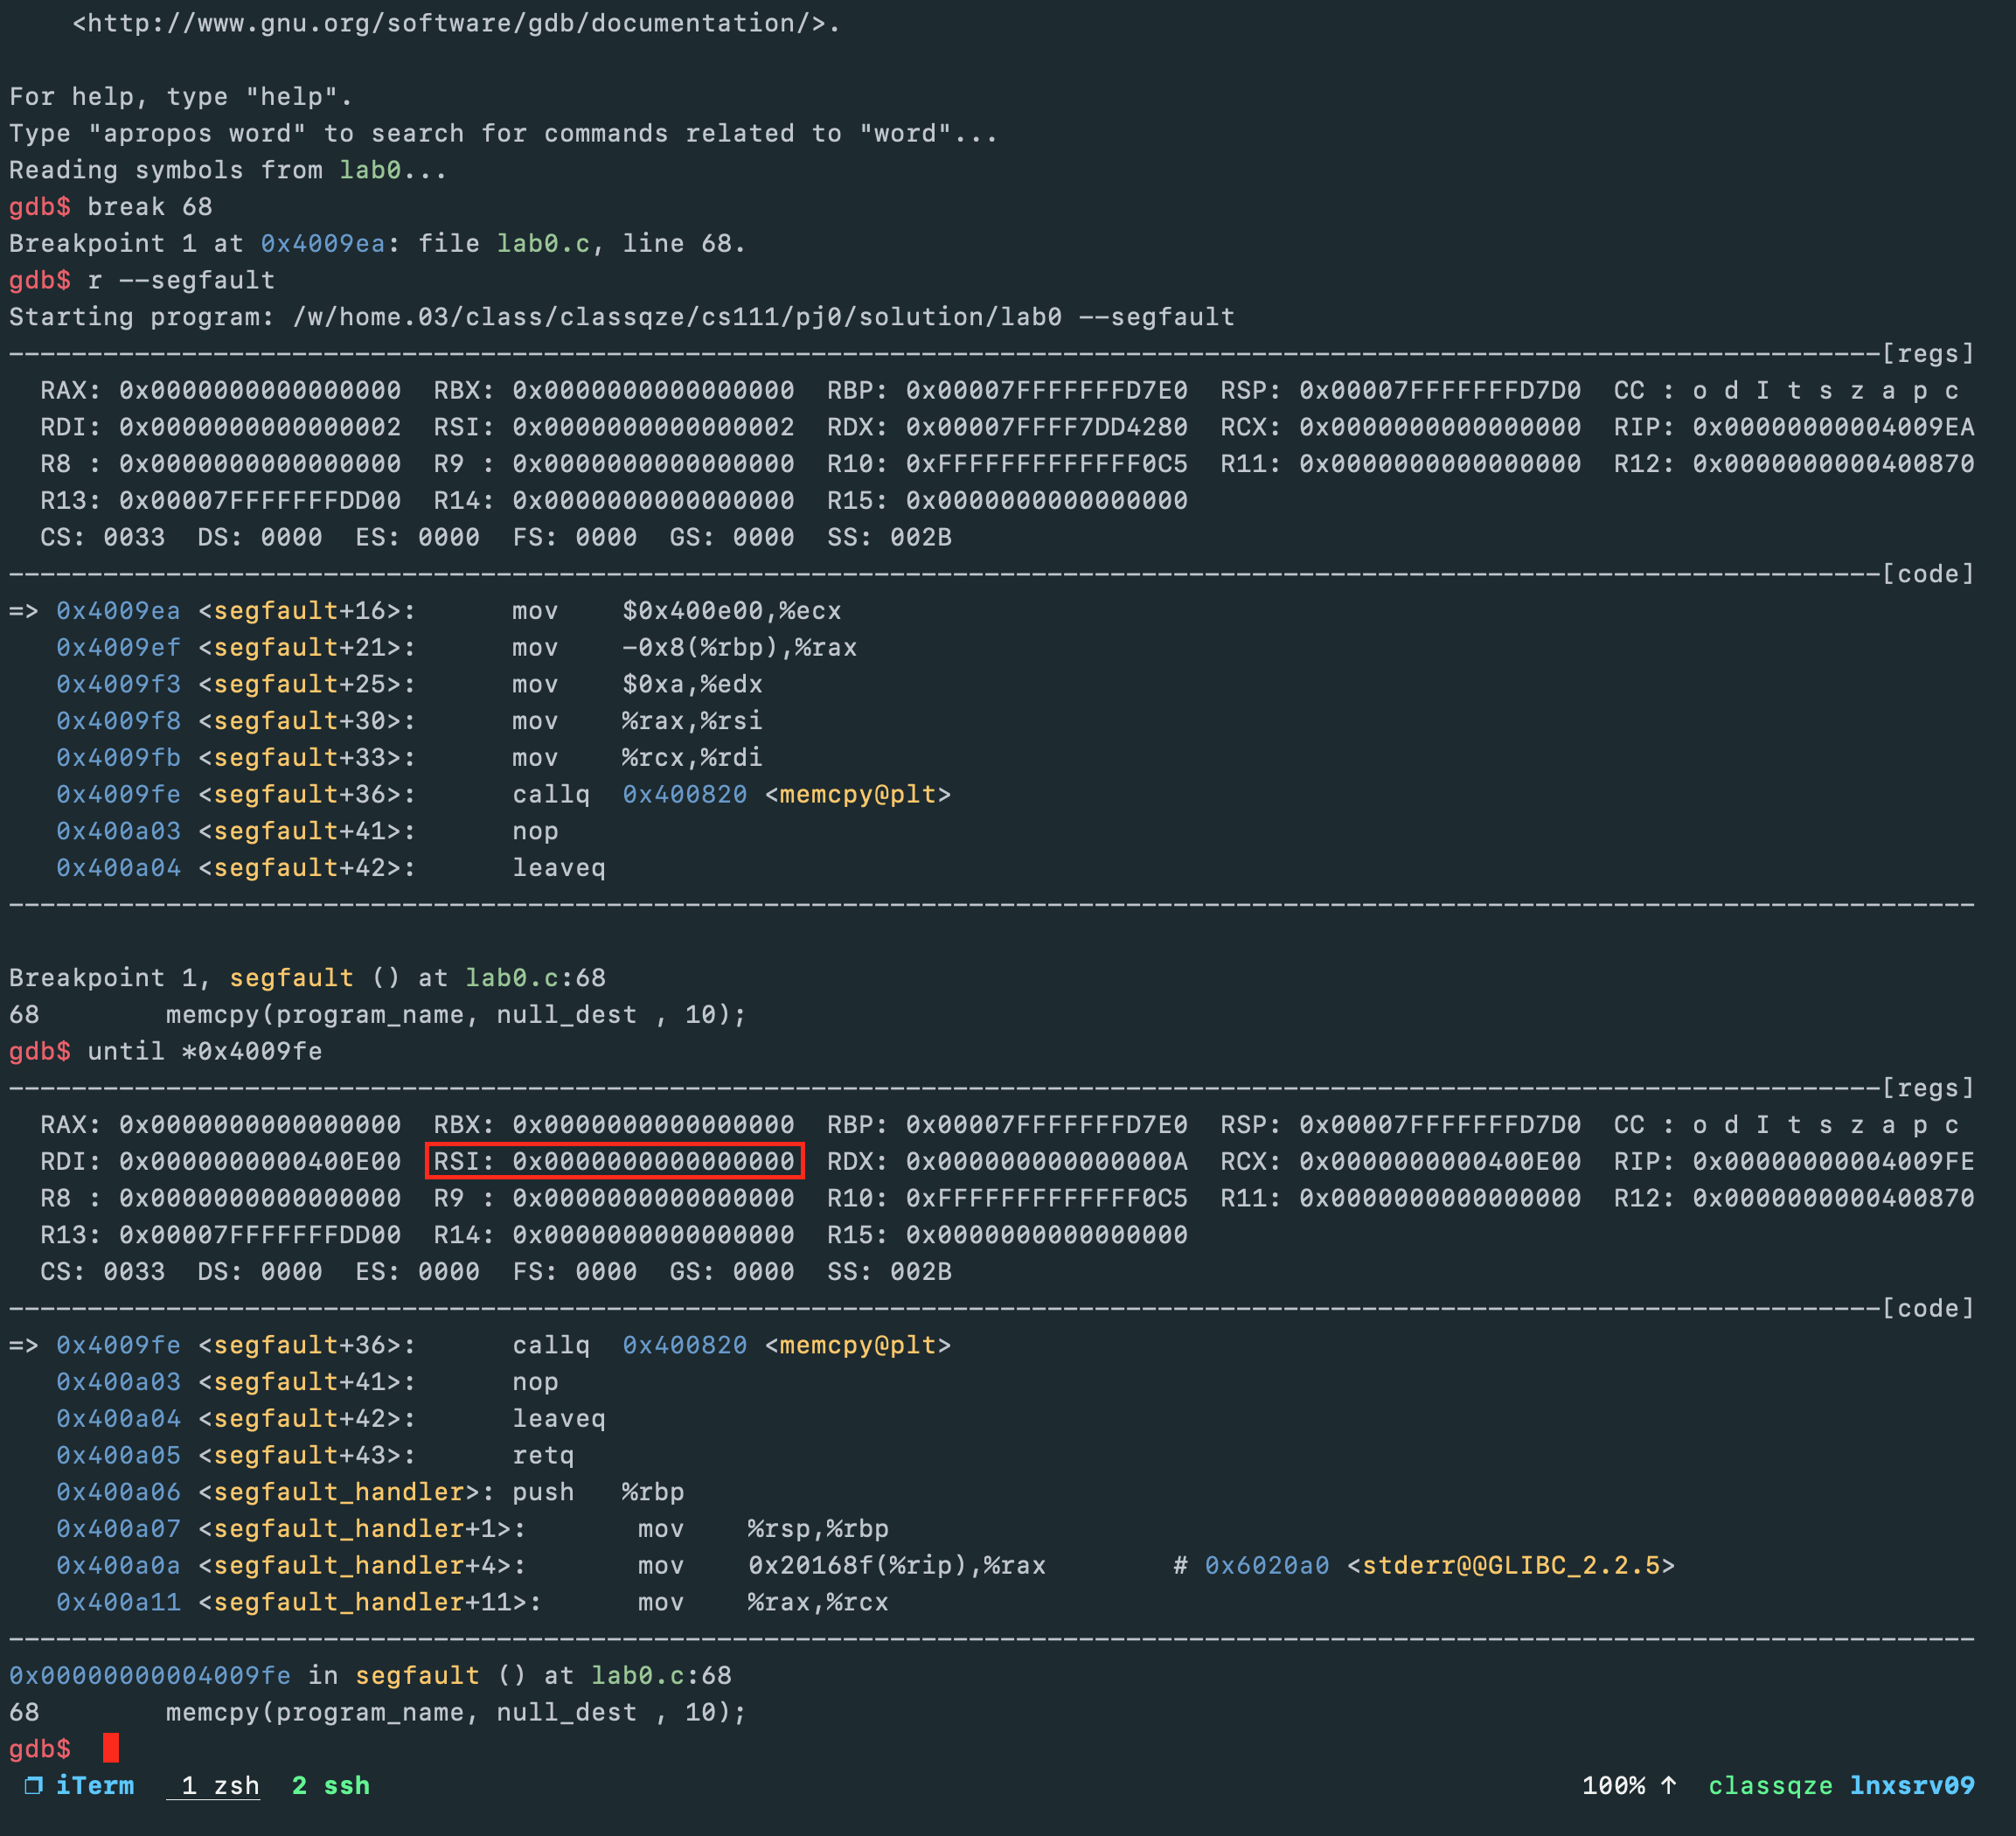 <http://www.gnu.org/software/gdb/documentation/>.
For help, type "help".
Type "apropos word" to search for commands related to "word"...
Reading symbols from lab0...
gdb$ break 68
Breakpoint 1 at 0x4009ea: file lab0.c, line 68.
gdb$ r --segfault
Starting program: /w/home.03/class/classqze/cs111/pj0/solution/lab0 --segfault
[regs]
RAX: 0x0000000000000000 RBX: 0x0000000000000000 RBP: 0x00007FFFFFFFD7E0 RSP: 0x00007FFFFFFFD7D0 CC : o d I t s z a p c
RDI: 0x0000000000000002 RSI: 0x0000000000000002 RDX: 0x00007FFFF7DD4280 RCX: 0x0000000000000000 RIP: 0x00000000004009EA
R8 : 0x0000000000000000 R9 : 0x0000000000000000 R10: 0xFFFFFFFFFFFFF0C5 R11: 0x0000000000000000 R12: 0x0000000000400870
R13: 0x00007FFFFFFFDD00 R14: 0x0000000000000000 R15: 0x0000000000000000
CS: 0033 DS: 0000 ES: 0000 FS: 0000 GS: 0000 SS: 002B
[code]
=> 0x4009ea <segfault+16>: mov $0x400e00,%ecx
0x4009ef <segfault+21>: mov -0x8(%rbp),%rax
0x4009f3 <segfault+25>: mov $0xa,%edx
0x4009f8 <segfault+30>: mov %rax,%rsi
0x4009fb <segfault+33>: mov %rcx,%rdi
0x4009fe <segfault+36>: callq 0x400820 <memcpy@plt>
0x400a03 <segfault+41>: nop
0x400a04 <segfault+42>: leaveq
Breakpoint 1, segfault () at lab0.c:68
68 memcpy(program_name, null_dest , 10);
gdb$ until *0x4009fe
[regs]
RAX: 0x0000000000000000 RBX: 0x0000000000000000 RBP: 0x00007FFFFFFFD7E0 RSP: 0x00007FFFFFFFD7D0 CC : o d I t s z a p c
RDI: 0x0000000000400E00 RSI: 0x0000000000000000 RDX: 0x000000000000000A RCX: 0x0000000000400E00 RIP: 0x00000000004009FE
R8 : 0x0000000000000000 R9 : 0x0000000000000000 R10: 0xFFFFFFFFFFFFF0C5 R11: 0x0000000000000000 R12: 0x0000000000400870
R13: 0x00007FFFFFFFDD00 R14: 0x0000000000000000 R15: 0x0000000000000000
CS: 0033 DS: 0000 ES: 0000 FS: 0000 GS: 0000 SS: 002B
[code]
=> 0x4009fe <segfault+36>: callq 0x400820 <memcpy@plt>
0x400a03 <segfault+41>: nop
0x400a04 <segfault+42>: leaveq
0x400a05 <segfault+43>: retq
0x400a06 <segfault_handler>: push %rbp
0x400a07 <segfault_handler+1>: mov %rsp,%rbp
0x400a0a <segfault_handler+4>: mov 0x20168f(%rip),%rax # 0x6020a0 <stderr@@GLIBC_2.2.5>
0x400a11 <segfault_handler+11>: mov %rax,%rcx
0x00000000004009fe in segfault () at lab0.c:68
68 memcpy(program_name, null_dest , 10);
gdb$
iTerm 1 zsh 2 ssh 100% ↑ classqze lnxsrv09